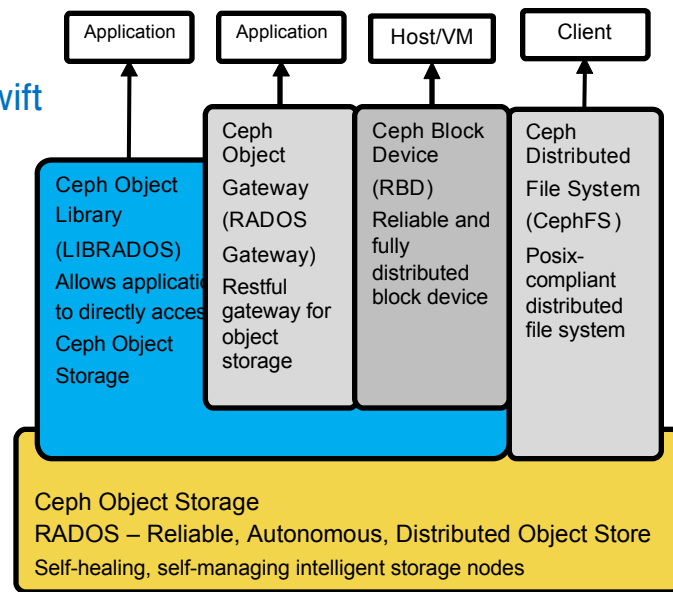 Application
Application
Host/VM
Client
wift
Ceph Object
Library
(LIBRADOS)
Allows applicatio
to directly acces
Ceph Object
Storage
Ceph
Object
Gateway
(RADOS
Gateway)
Restful
gateway for
object
storage
Ceph Block
Device
(RBD)
Reliable and
fully
distributed
block device
Ceph
Distributed
File System
(CephFS)
Posix-
compliant
distributed
file system
Ceph Object Storage
RADOS – Reliable, Autonomous, Distributed Object Store
Self-healing, self-managing intelligent storage nodes